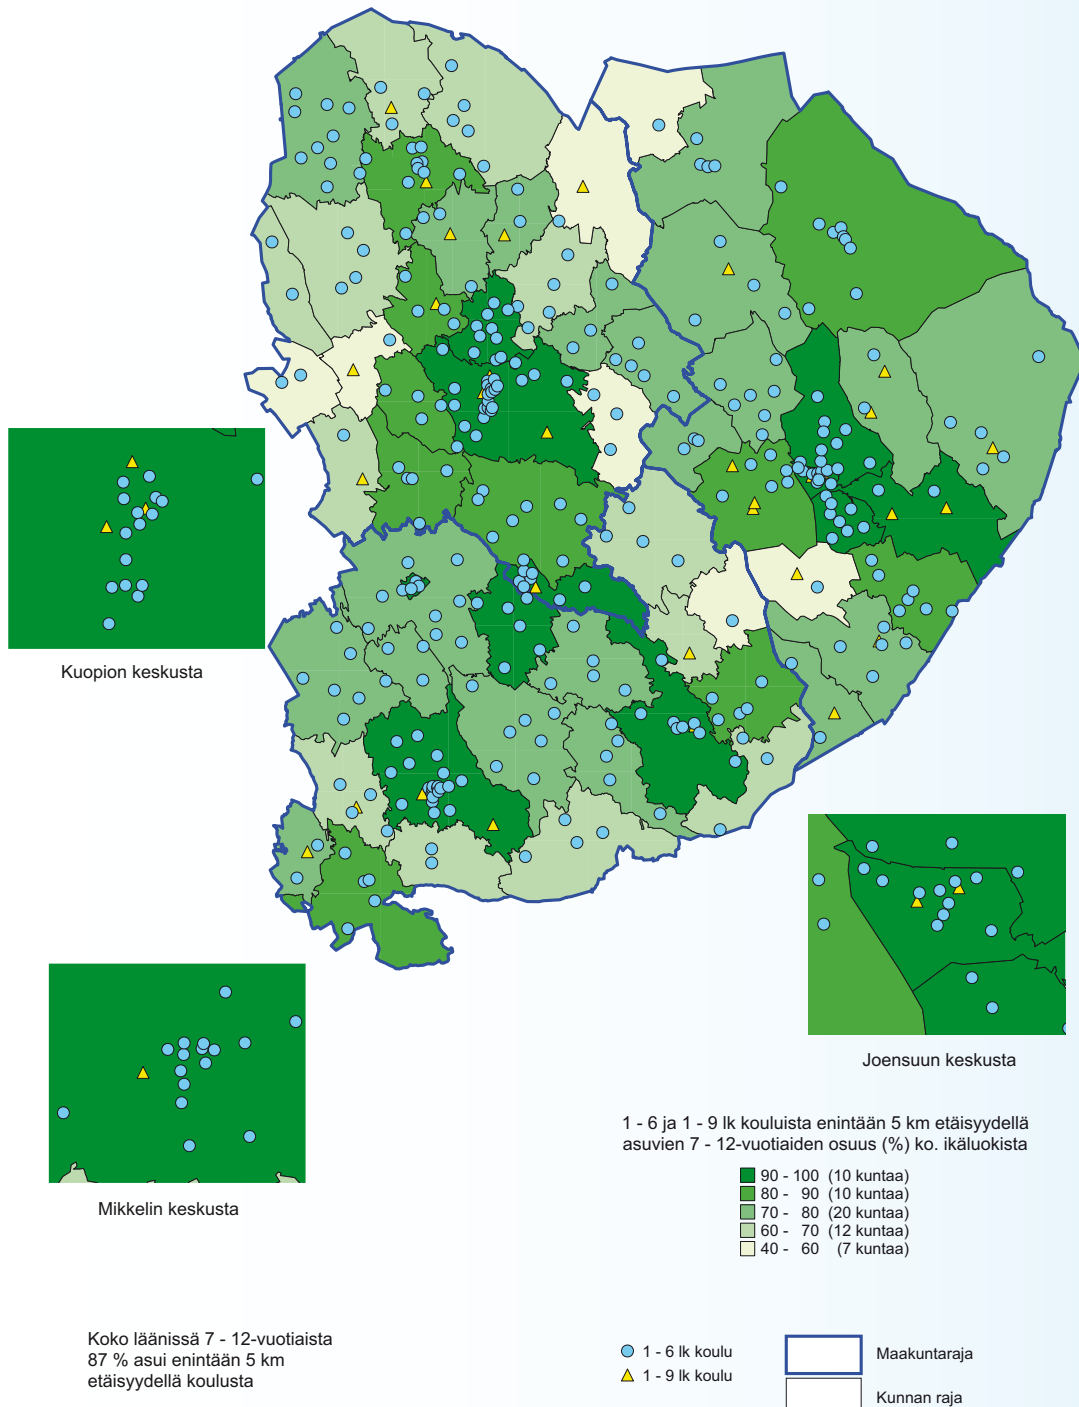 Kuopion keskusta
Joensuun keskusta
Mikkelin keskusta
1 - 6 ja 1 - 9 lk kouluista enintään 5 km etäisyydellä
asuvien 7 - 12-vuotiaiden osuus (%) ko. ikäluokista
90 - 100 (10 kuntaa)
80 - 90 (10 kuntaa)
70 - 80 (20 kuntaa)
60 - 70 (12 kuntaa)
40 - 60 (7 kuntaa)
Koko läänissä 7 - 12-vuotiaista
87 % asui enintään 5 km
etäisyydellä koulusta
1 - 6 lk koulu
1 - 9 lk koulu
Maakuntaraja
Kunnan raja